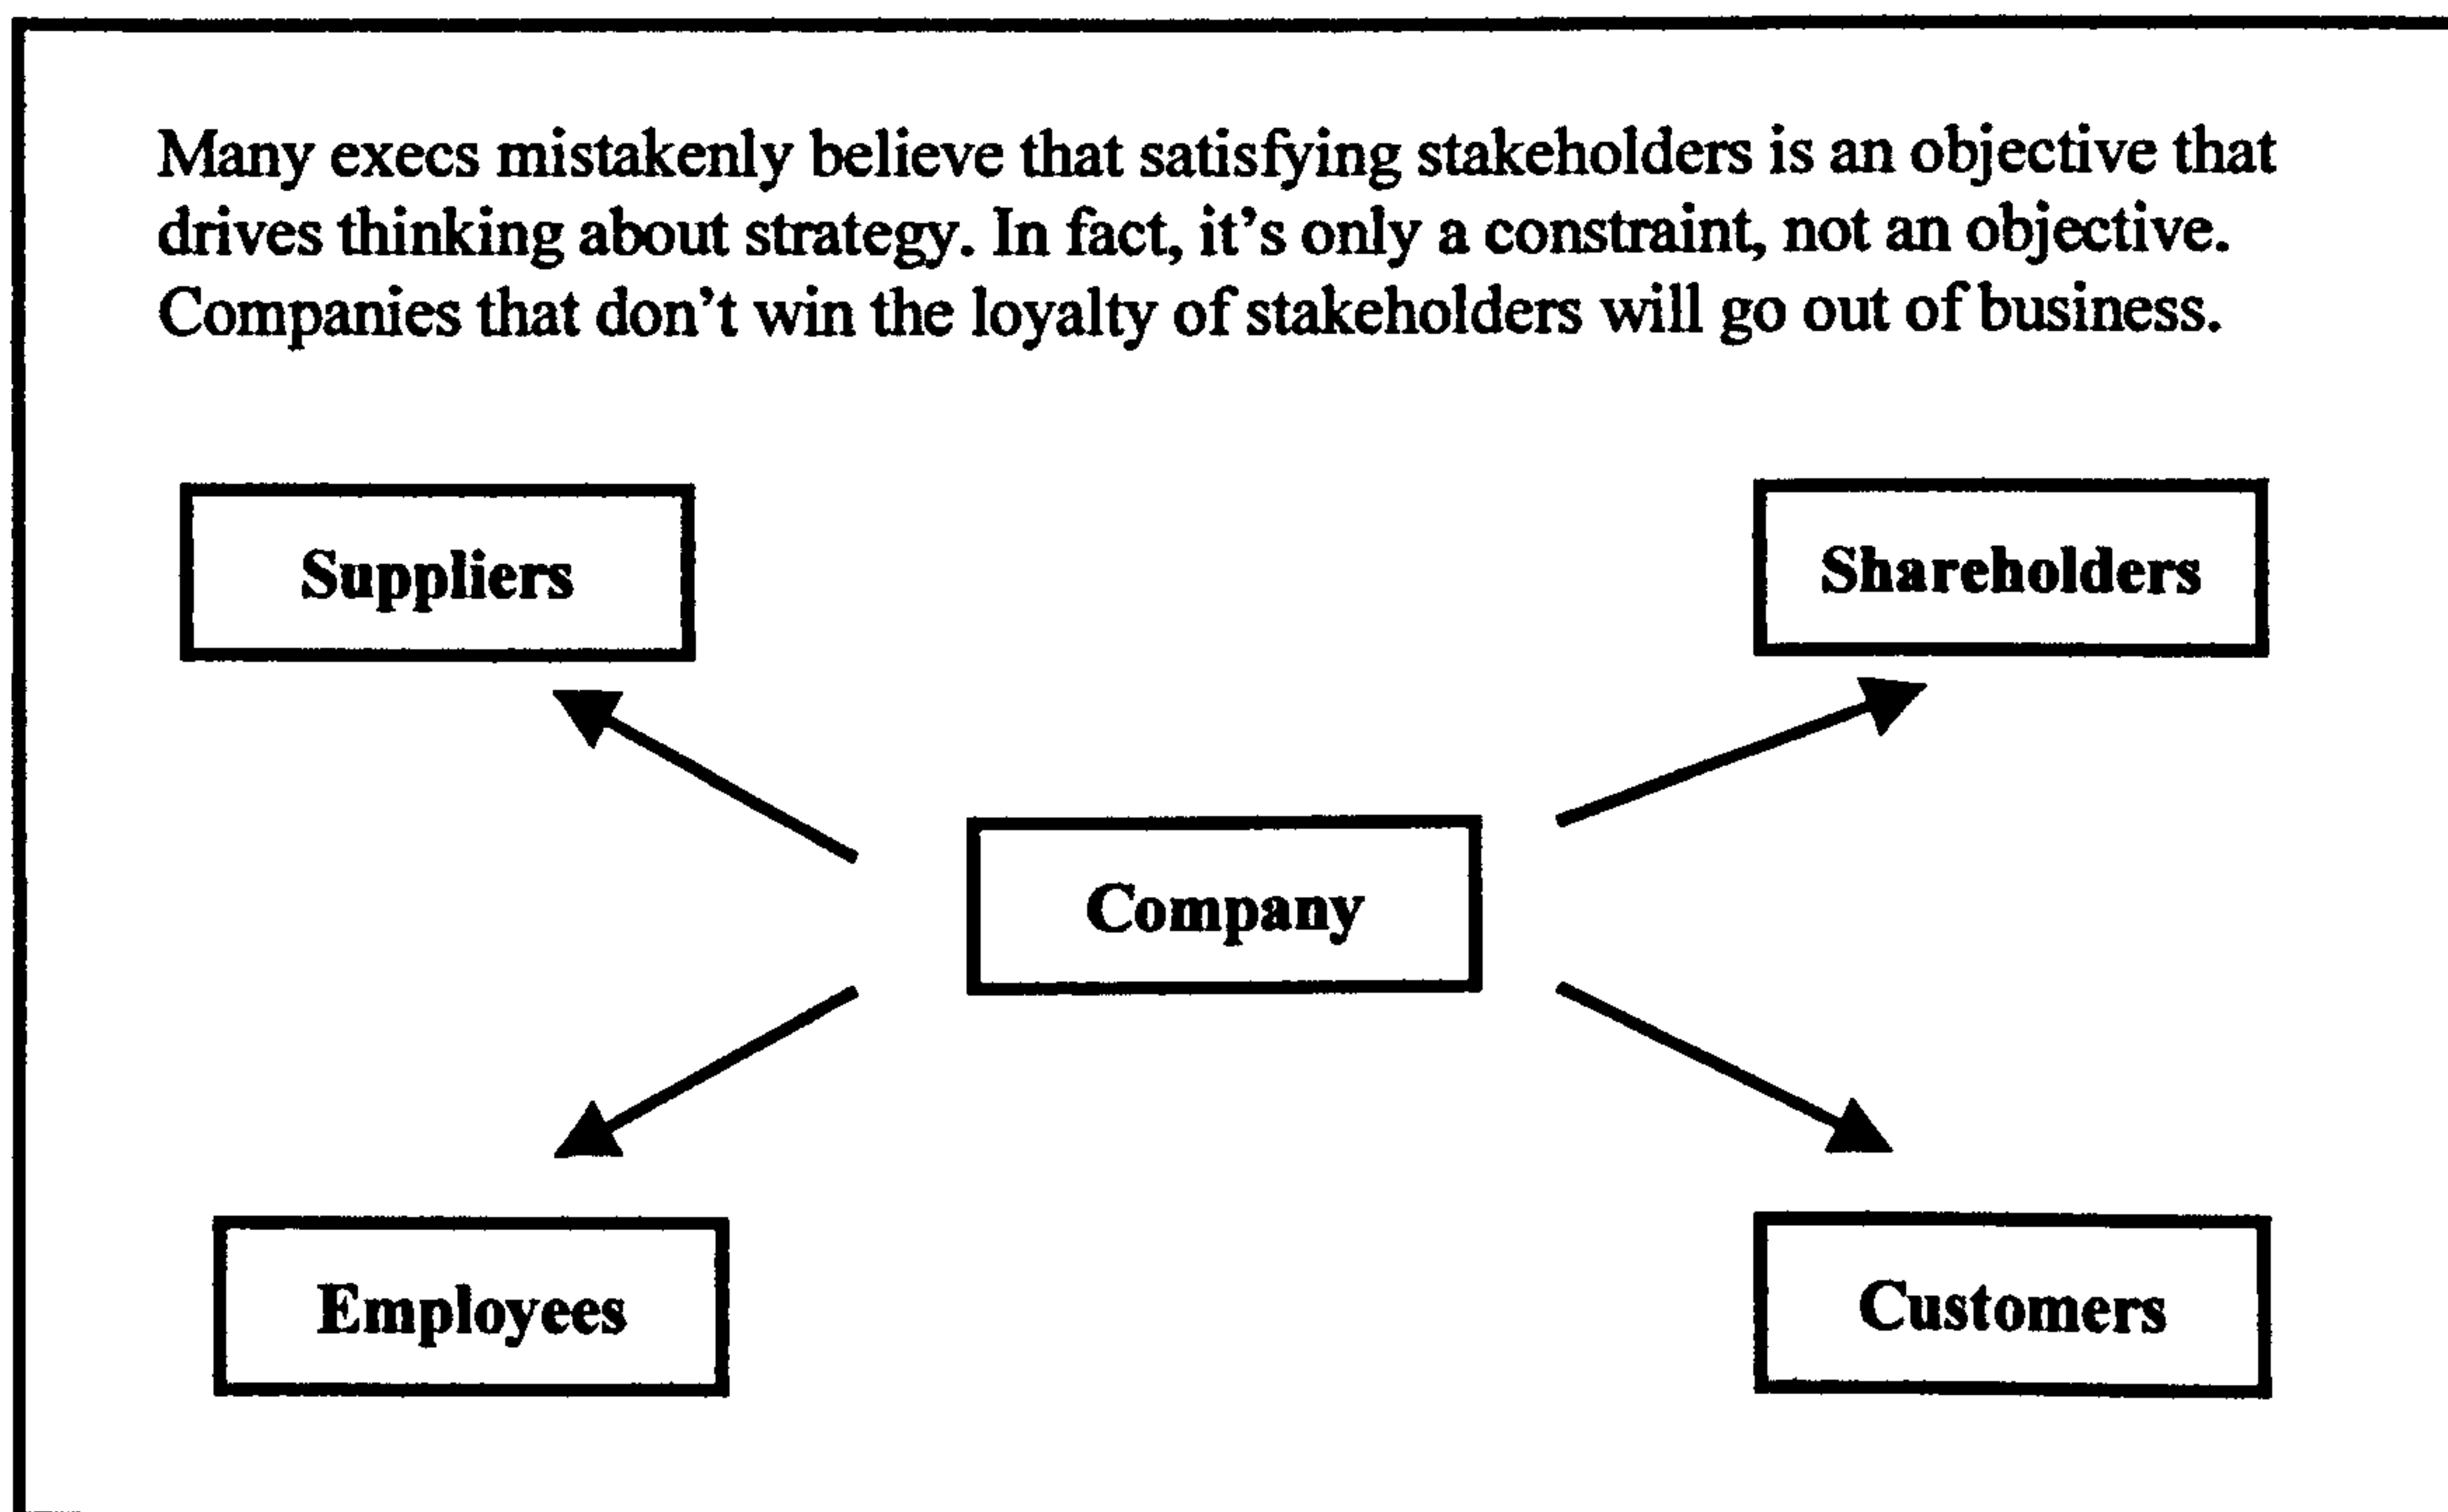 Many execs mistakenly believe that satisfying stakeholders is an objective that
drives thinking about strategy. In fact, it's only a constraint, not an objective.
Companies that don't win the loyalty of stakeholders will go out of business.
Suppliers
Shareholders
Company
Employees
Customers